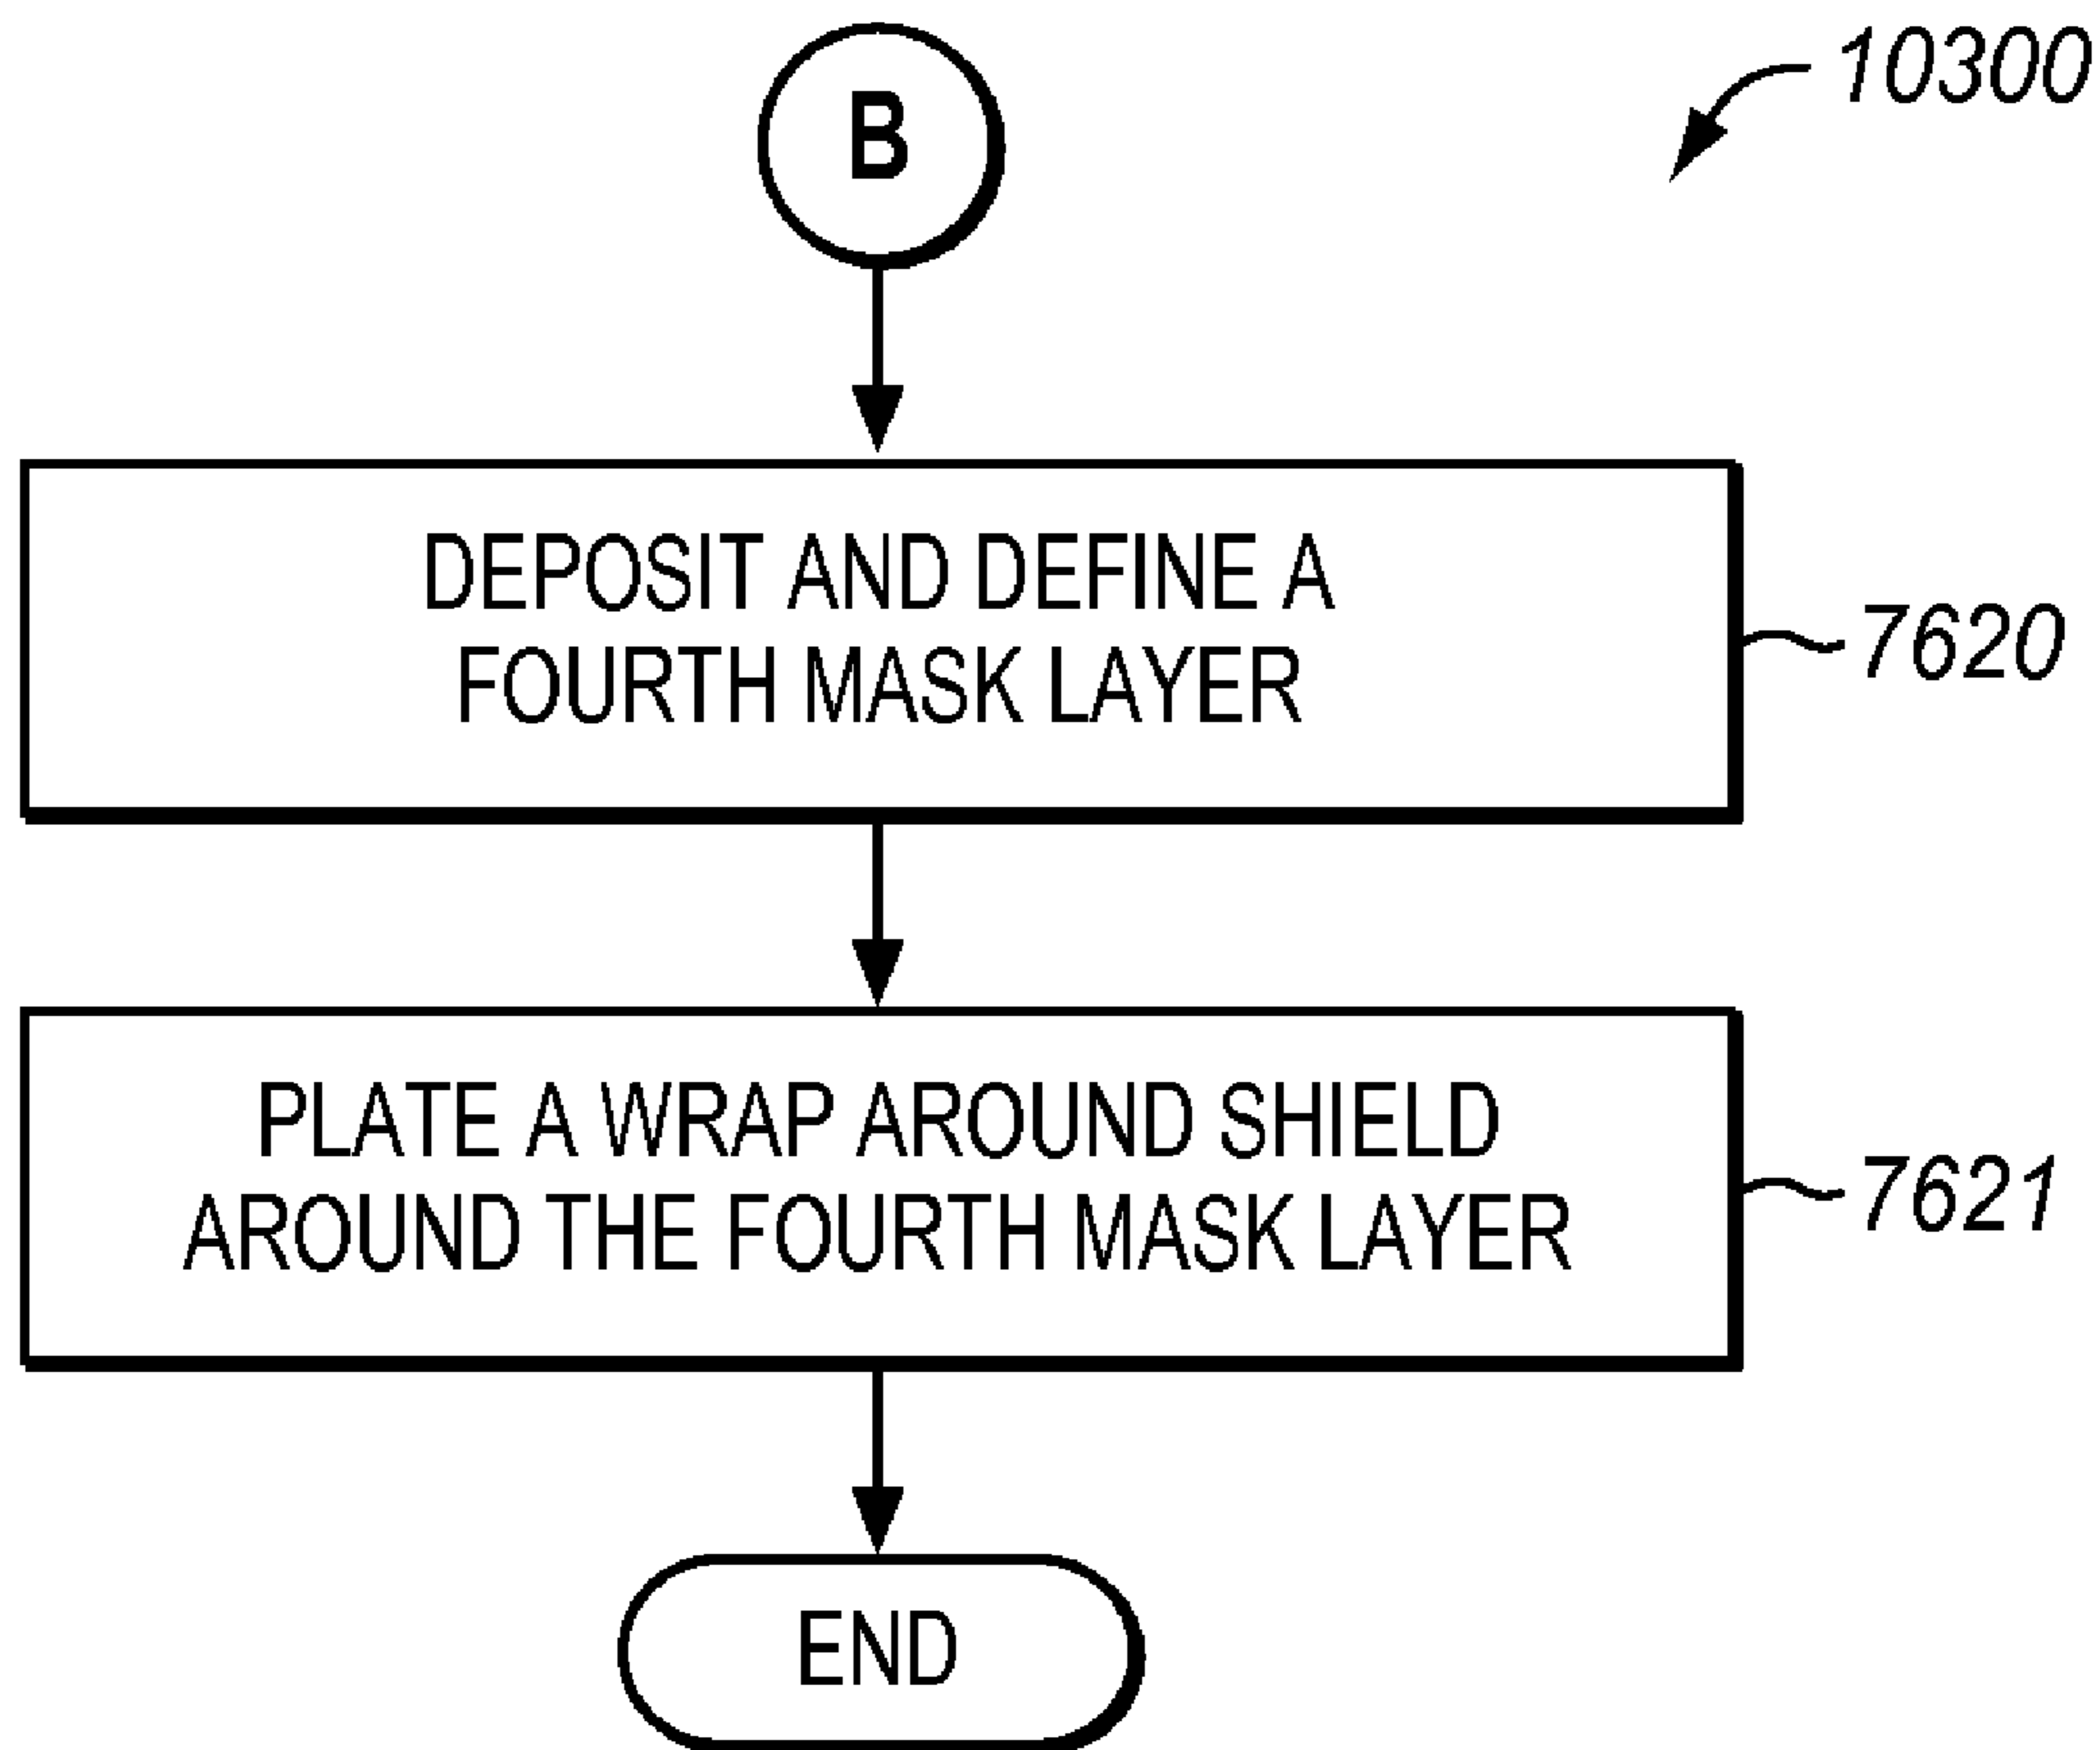 B
10300
DEPOSIT AND DEFINE A
FOURTH MASK LAYER
7620
PLATE A WRAP AROUND SHIELD
AROUND THE FOURTH MASK LAYER
7621
END